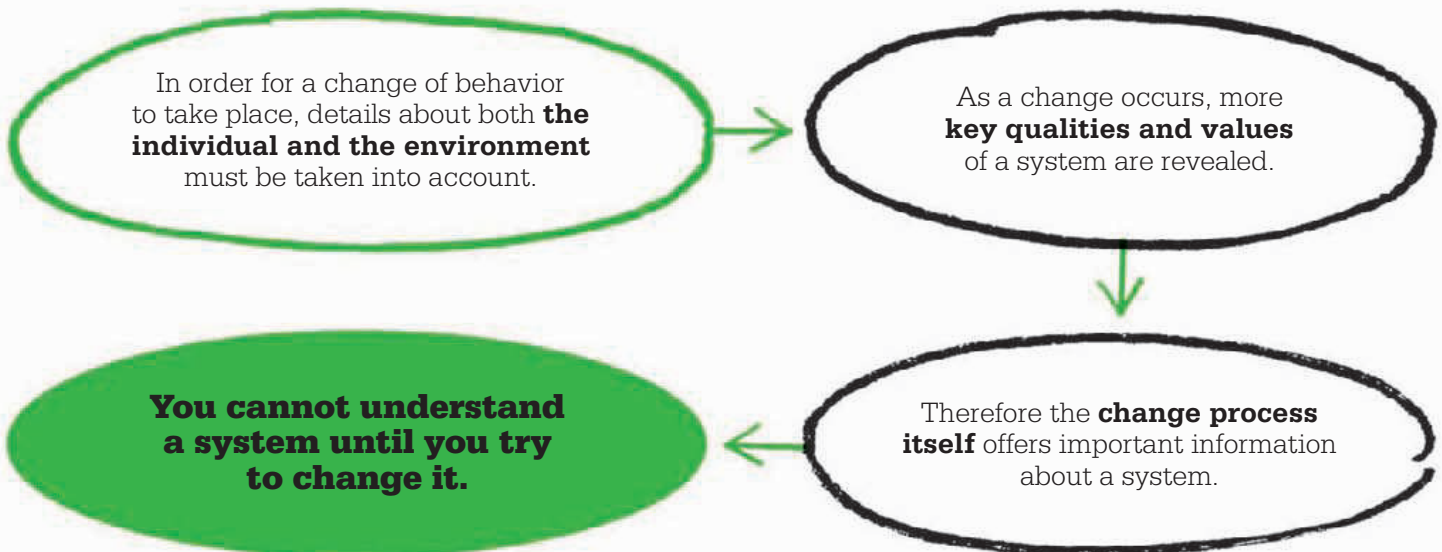 In order for a change of behavior
to take place, details about both the
individual and the environment
must be taken into account.
As a change occurs, more
key qualities and values
of a system are revealed.
Therefore the change process
itself offers important information
about a system.
You cannot understand
a system until you try
to change it.